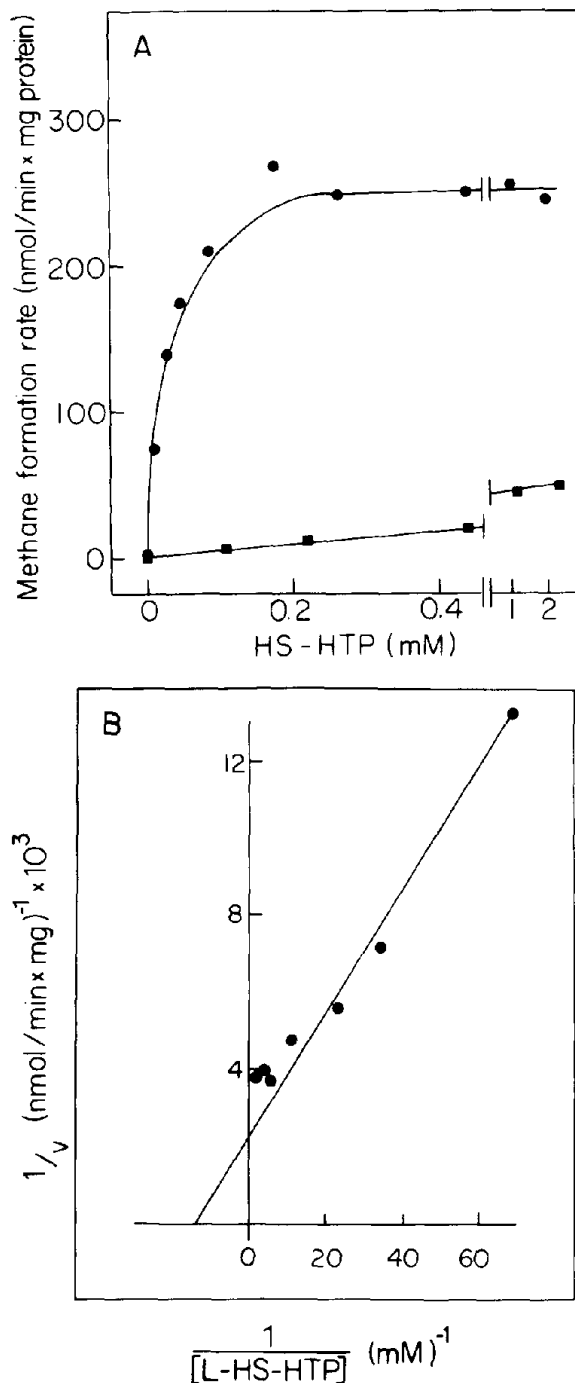 A
Methane formation rate (nmol/min × mg protein)
300
200
100
0
0
0.2
0.4
1
2
HS-HTP (mM)
B
1/v (nmol/min × mg)⁻¹ × 10³
12
8
4
0
20
40
60
1
[L-HS-HTP]
(mM)⁻¹